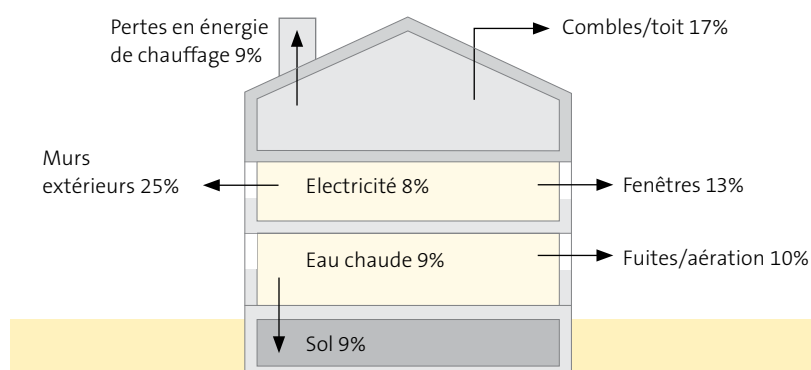 Pertes en énergie
de chauffage 9%
Combles/toit 17%
Murs
extérieurs 25%
Electricité 8%
Fenêtres 13%
Eau chaude 9%
Fuites/aération 10%
Sol 9%